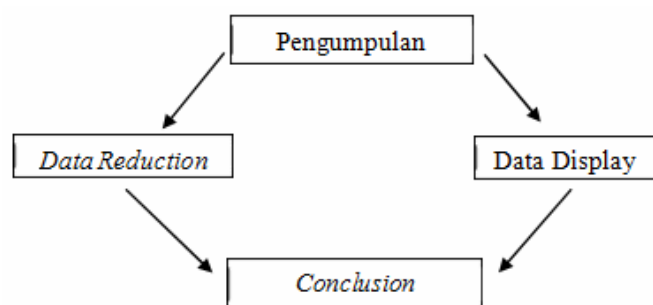 Pengumpulan
Data Reduction
Data Display
Conclusion